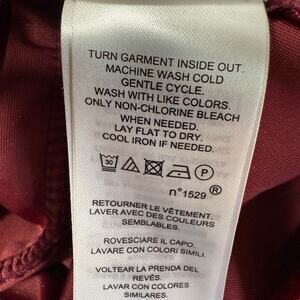 TURN GARMENT INSIDE OUT.
MACHINE WASH COLD
GENTLE CYCLE.
WASH WITH LIKE COLORS.
ONLY NON-CHLORINE BLEACH
WHEN NEEDED.
LAY FLAT TO DRY.
COOL IRON IF NEEDED.
30 P
n°1529 ®
RETOURNER LE VÊTEMENT.
LAVER AVEC DES COULEURS
SEMBLABLES.
ROVESCIARE IL CAPO.
LAVARE CON COLORI SIMILI.
VOLTEAR LA PRENDA DEL
REVÉS.
LAVAR CON COLORES
SIMILARES.